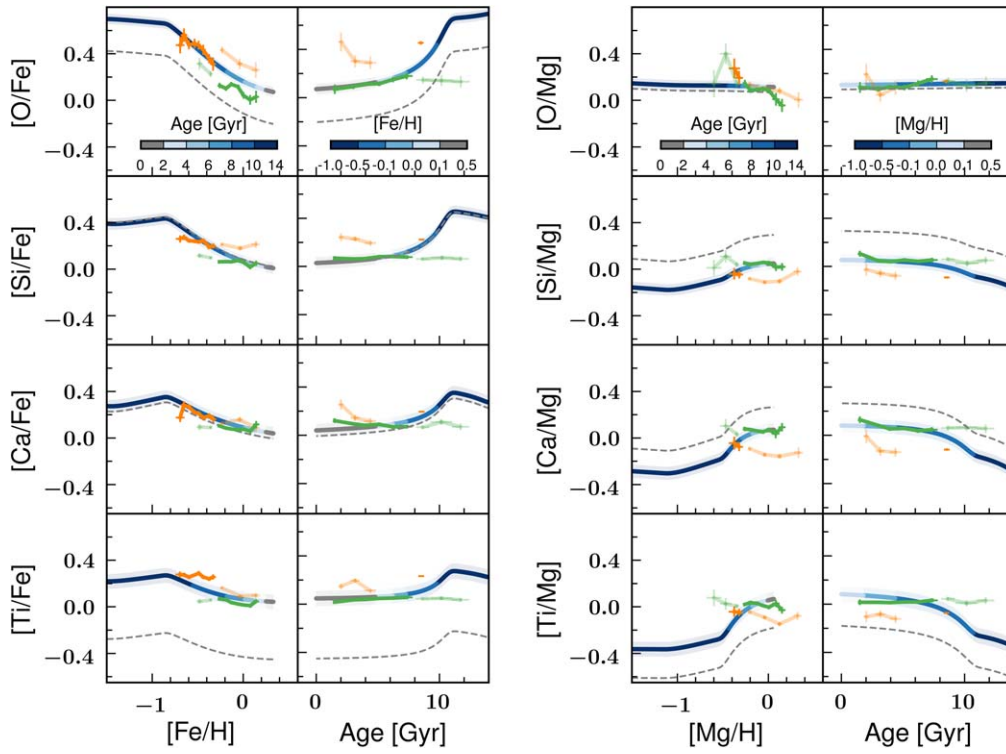 [O/Fe] 0.4 0.0 −0.4
Age [Gyr] [Fe/H]
0 2 4 6 8 10 14 -1.0 -0.5 -0.1 0.0 0.1 0.5
[O/Mg] 0.4 0.0 −0.4
Age [Gyr] [Mg/H]
0 2 4 6 8 10 14 -1.0 -0.5 -0.1 0.0 0.1 0.5
[Si/Fe] 0.4 0.0 −0.4
[Si/Mg] 0.4 0.0 −0.4
[Ca/Fe] 0.4 0.0 −0.4
[Ca/Mg] 0.4 0.0 −0.4
[Ti/Fe] 0.4 0.0 −0.4
[Ti/Mg] 0.4 0.0 −0.4
−1 0 0 10 −1 0 0 10
[Fe/H] Age [Gyr] [Mg/H] Age [Gyr]